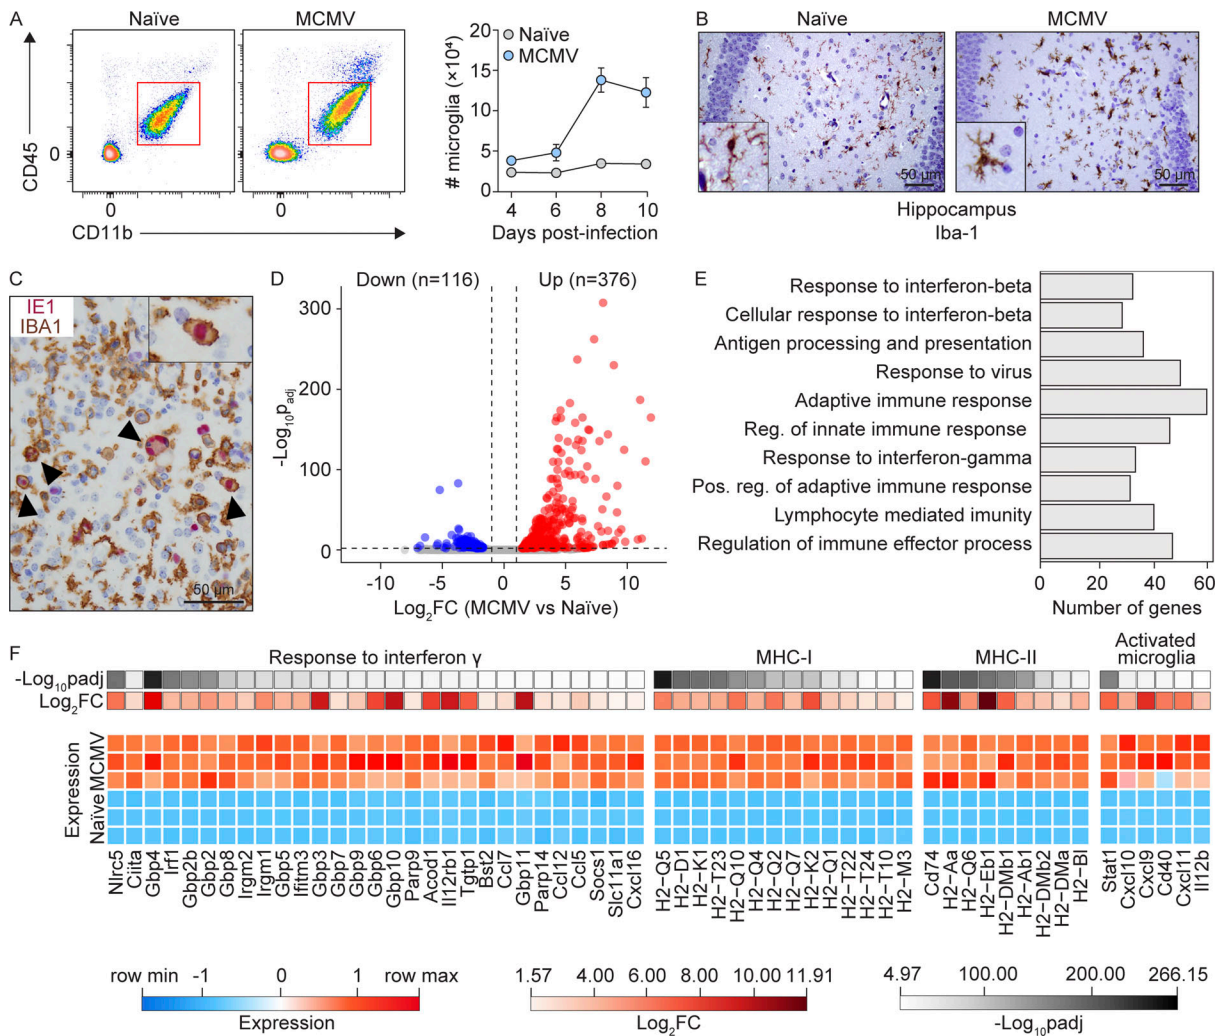 A
Naïve
MCMV
CD45
0
0
0
CD11b
Naïve
MCMV
# microglia (×10⁴)
20
15
10
5
0
4
6
8
10
Days post-infection
B
Naïve
MCMV
50 µm
50 µm
Hippocampus
Iba-1
C
IE1
IBA1
50 µm
D
Down (n=116)
Up (n=376)
-Log₁₀pₐdj
300
200
100
0
-10
-5
0
5
10
Log₂FC (MCMV vs Naïve)
E
Response to interferon-beta
Cellular response to interferon-beta
Antigen processing and presentation
Response to virus
Adaptive immune response
Reg. of innate immune response
Response to interferon-gamma
Pos. reg. of adaptive immune response
Lymphocyte mediated imunity
Regulation of immune effector process
0
20
40
60
Number of genes
F
Response to interferon γ
MHC-I
MHC-II
Activated
microglia
-Log₁₀padj
Log₂FC
Expression
MCMV
Naïve
Nlrc5
Ciita
Gbp4
Irf1
Gbp2b
Gbp2
Gbp8
Irgm2
Irgm1
Gbp5
Ifitm3
Gbp3
Gbp7
Gbp9
Gbp6
Gbp10
Parp9
Acod1
Il12rb1
Tgtp1
Bst2
Ccl7
Gbp11
Parp14
Ccl12
Ccl5
Socs1
Slc11a1
Cxcl16
H2-Q5
H2-D1
H2-K1
H2-T23
H2-Q10
H2-Q4
H2-Q2
H2-Q7
H2-K2
H2-Q1
H2-T22
H2-T24
H2-T10
H2-M3
Cd74
H2-Aa
H2-Q6
H2-Eb1
H2-DMb1
H2-Ab1
H2-DMb2
H2-DMa
H2-Bl
Stat1
Cxcl10
Cxcl9
Cd40
Cxcl11
Il12b
row min
-1
0
1
row max
Expression
1.57
4.00
6.00
8.00
10.00
11.91
Log₂FC
4.97
100.00
200.00
266.15
-Log₁₀padj